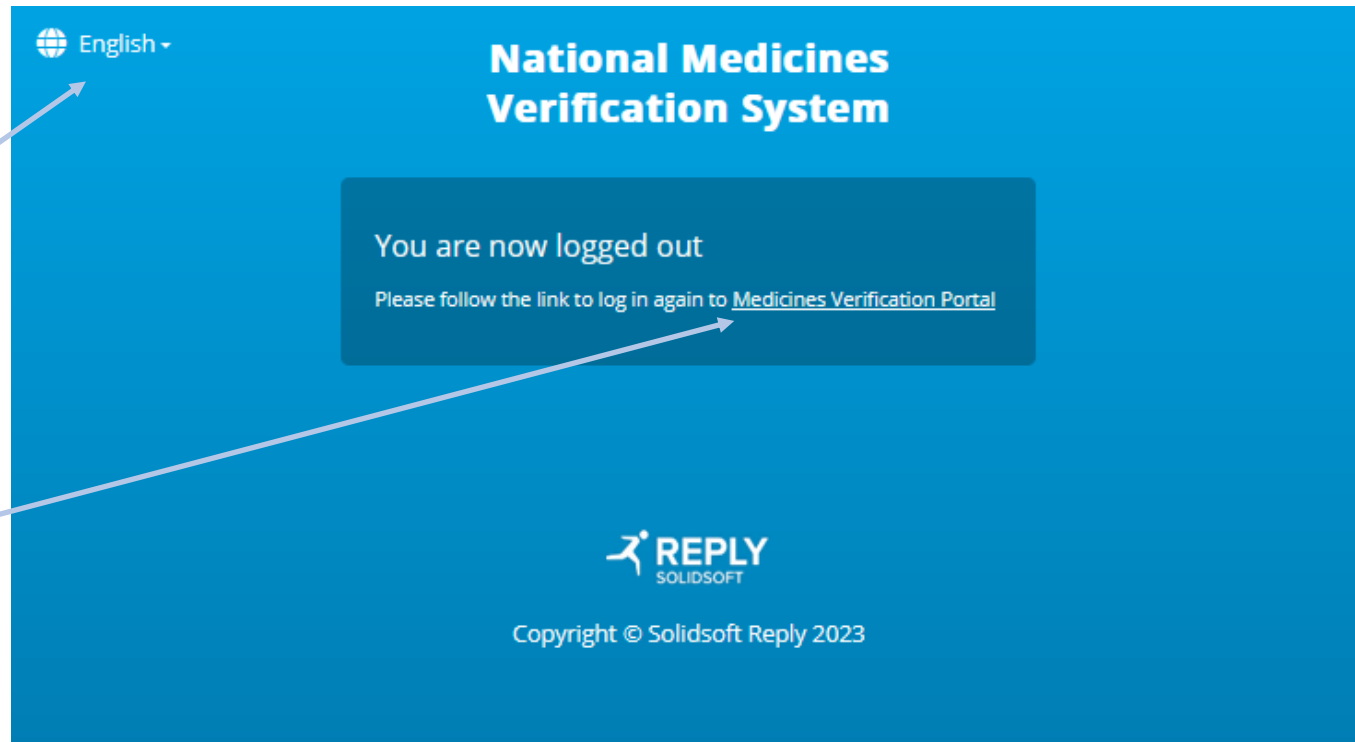 English
National Medicines
Verification System
You are now logged out
Please follow the link to log in again to Medicines Verification Portal
REPLY
SOLIDSOFT
Copyright © Solidsoft Reply 2023